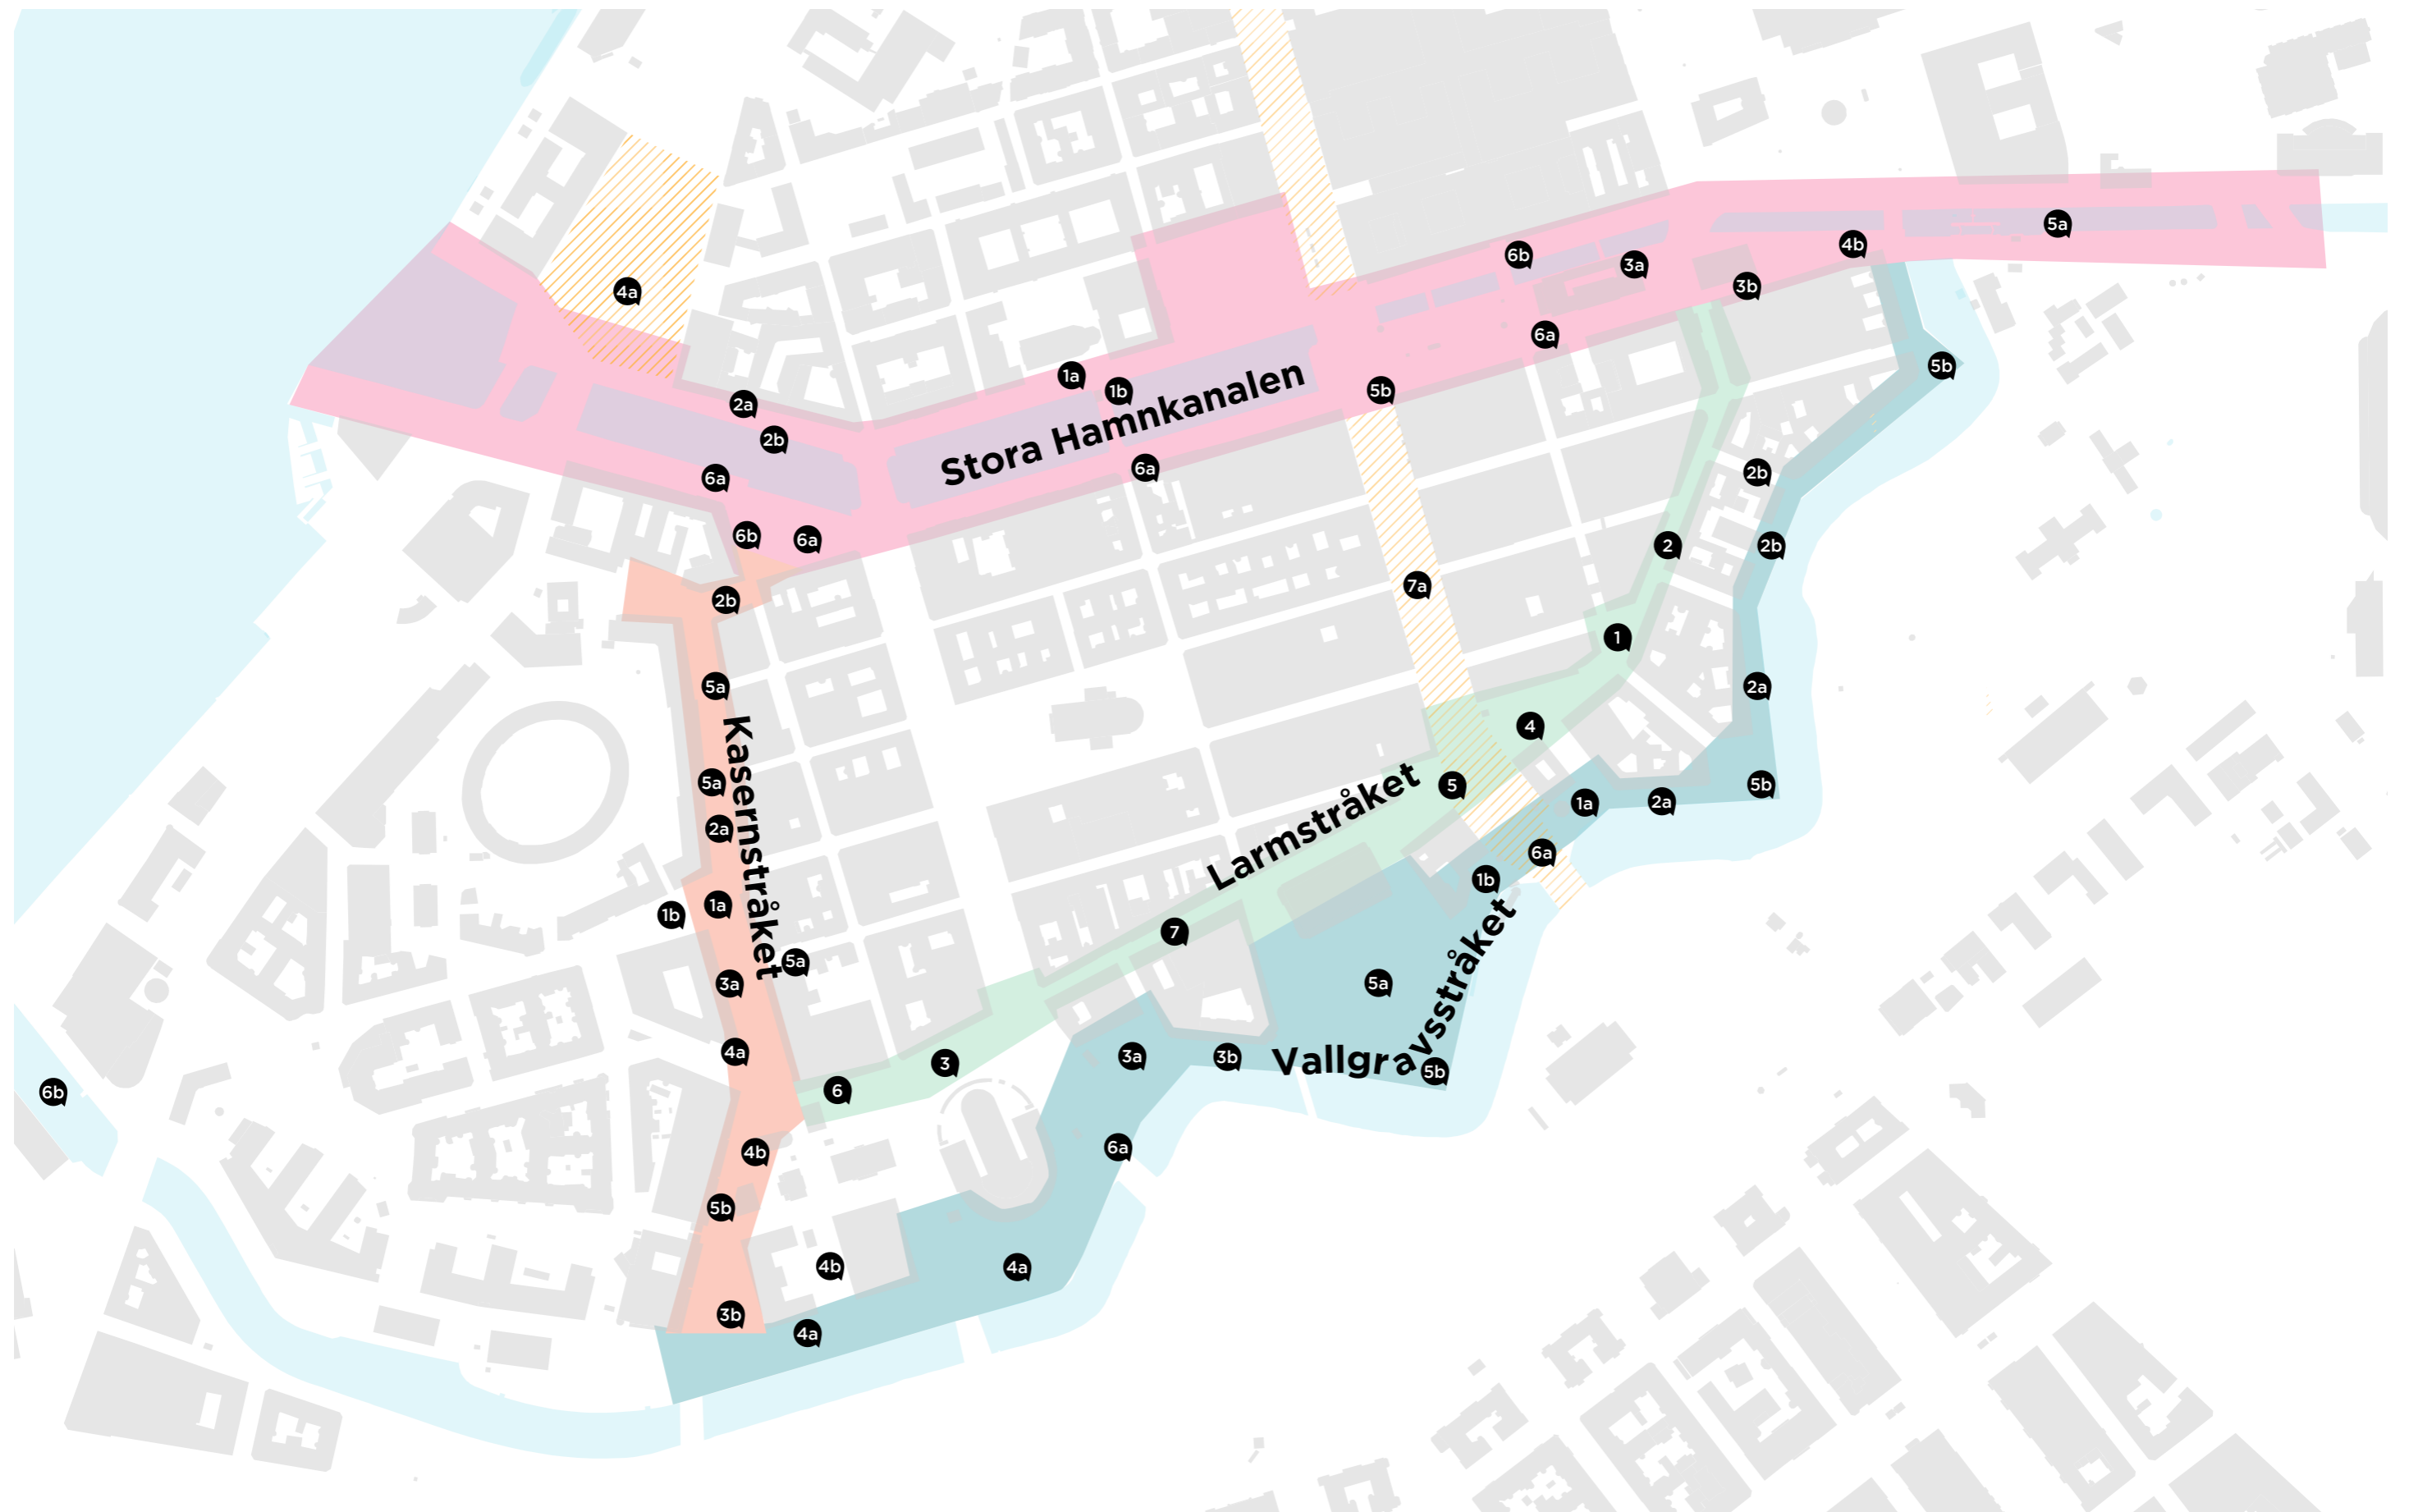 5a
4b
6b
3a
3b
4a
6a
5b
1a
1b
5b
2a
Stora Hamnkanalen
2b
6a
6a
2b
6b
6a
2
2b
7a
2b
1
5a
2a
Kasernstråket
4
5a
5
5b
Larmstråket
1a
2a
2a
6a
1b
1a
1b
7
5a
3a
5a
Vallgravsstråket
4a
3
3a
3b
5b
6
6b
4b
6a
5b
4b
4a
3b
4a